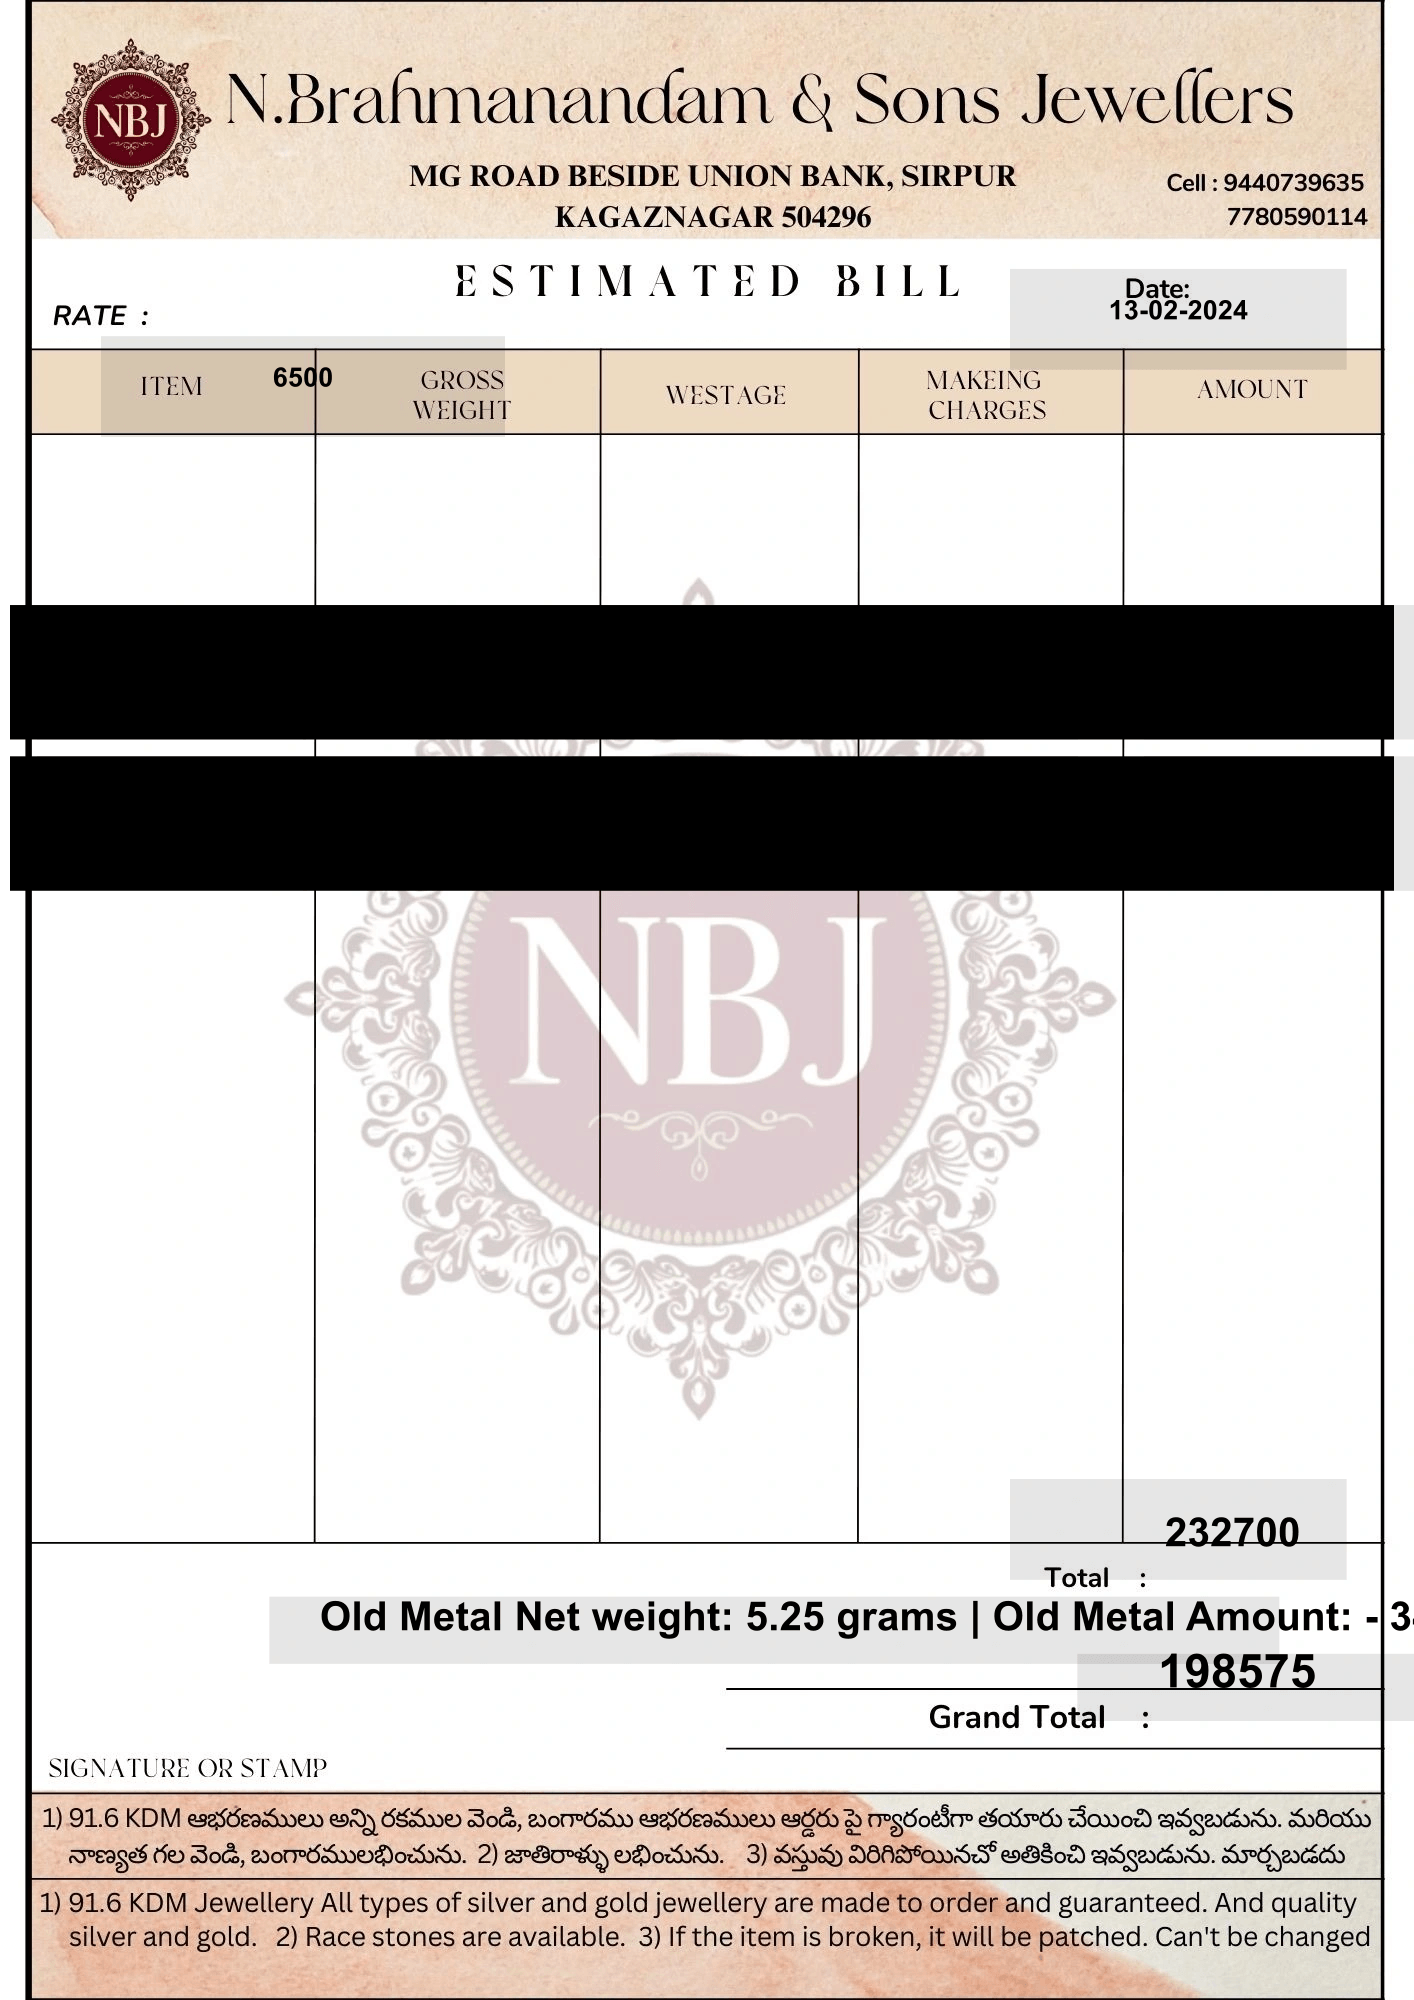 NBJ
N.Brahmanandam & Sons Jewellers
MG ROAD BESIDE UNION BANK, SIRPUR
KAGAZNAGAR 504296
Cell : 9440739635
7780590114
ESTIMATED BILL
Date:
13-02-2024
RATE :
6500
ITEM
GROSS
WEIGHT
WESTAGE
MAKEING
CHARGES
AMOUNT
NBJ
232700
Total :
Old Metal Net weight: 5.25 grams | Old Metal Amount: - 3
198575
Grand Total :
SIGNATURE OR STAMP
1) 91.6 KDM ఆభరణములు అన్ని రకముల వెండి, బంగారము ఆభరణములు ఆర్డరు పై గ్యారంటీగా తయారు చేయించి ఇవ్వబడును. మరియు
నాణ్యత గల వెండి, బంగారములభించును. 2) జాతిరాళ్ళు లభించును. 3) వస్తువు విరిగిపోయినచో అతికించి ఇవ్వబడును. మార్చబడదు
1) 91.6 KDM Jewellery All types of silver and gold jewellery are made to order and guaranteed. And quality
silver and gold. 2) Race stones are available. 3) If the item is broken, it will be patched. Can't be changed